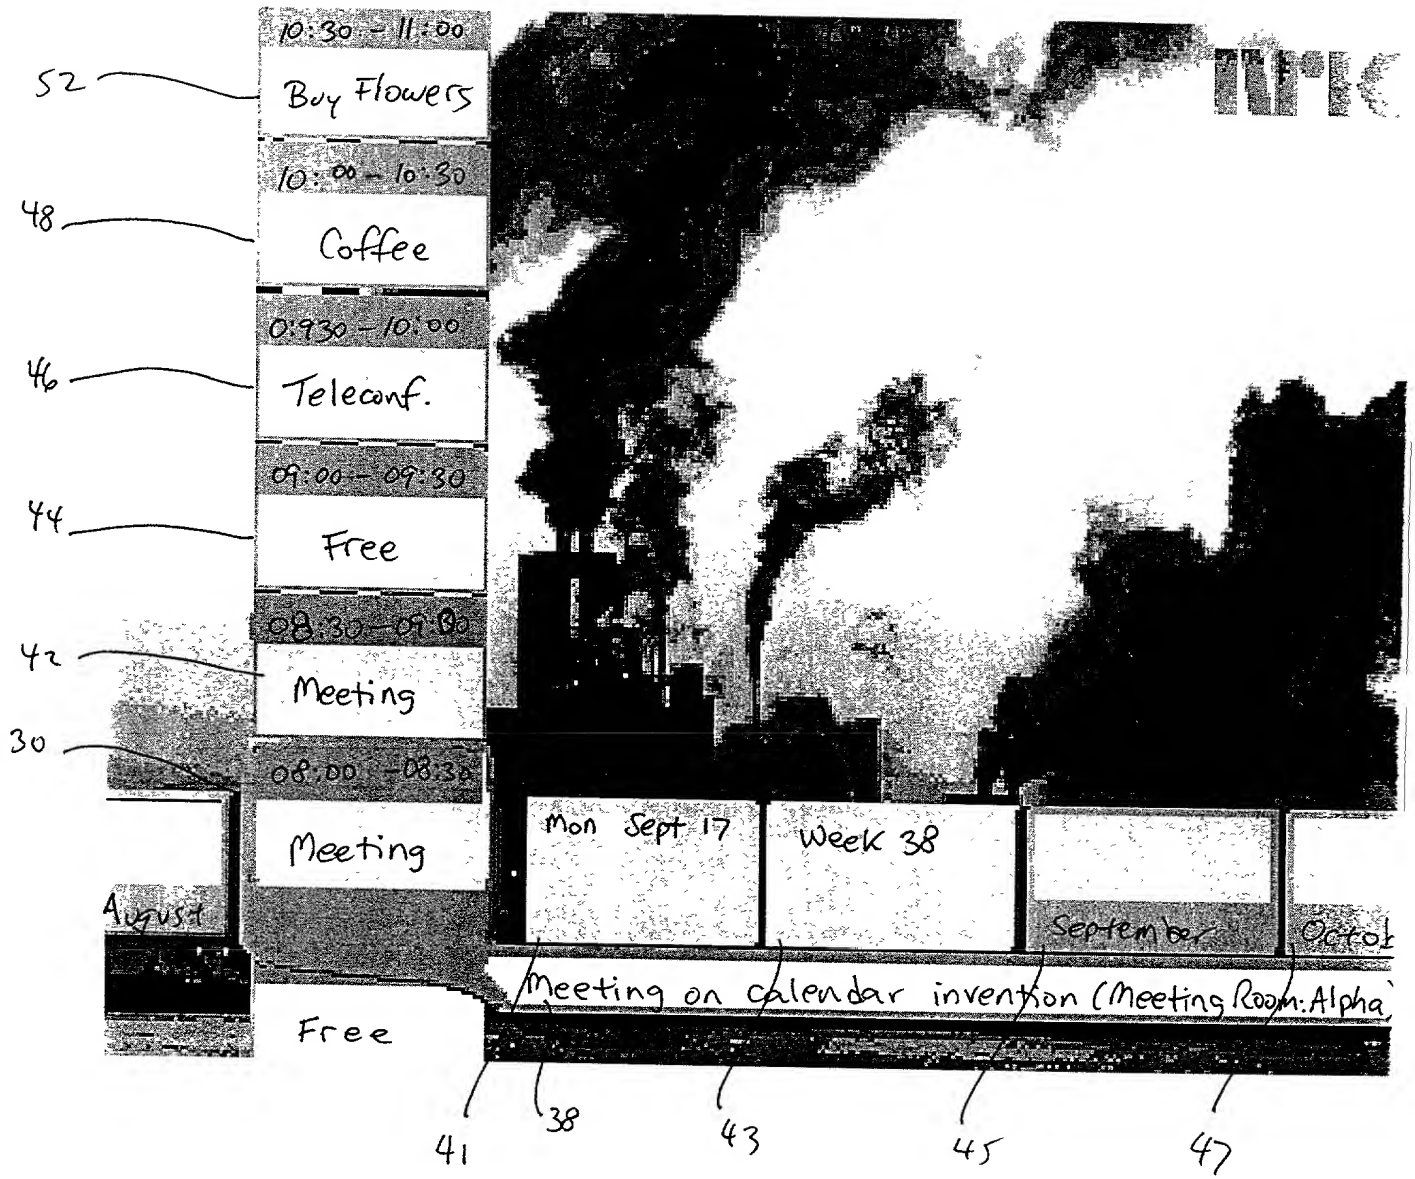 10:30 - 11:00
nrk
52
Buy Flowers
10:00 - 10:30
48
Coffee
0:930 - 10:00
46
Teleconf.
09:00 - 09:30
44
Free
08:30 - 09:00
42
Meeting
30
08:00 - 08:30
Meeting
Mon Sept 17
Week 38
August
September
Octob
Meeting on calendar invention (Meeting Room: Alpha)
Free
41
38
43
45
47